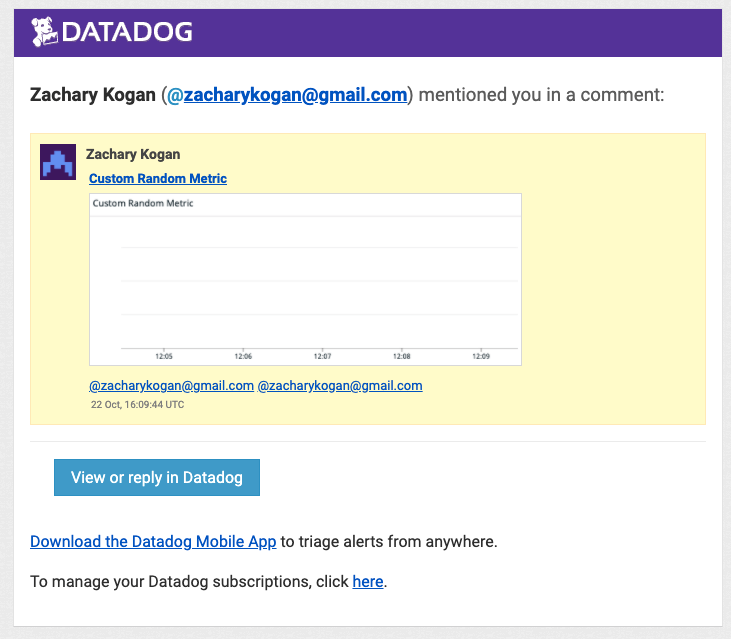 DATADOG
Zachary Kogan (@zacharykogan@gmail.com) mentioned you in a comment:
Zachary Kogan
Custom Random Metric
Custom Random Metric
12:05 12:06 12:07 12:08 12:09
@zacharykogan@gmail.com @zacharykogan@gmail.com
22 Oct, 16:09:44 UTC
View or reply in Datadog
Download the Datadog Mobile App to triage alerts from anywhere.
To manage your Datadog subscriptions, click here.